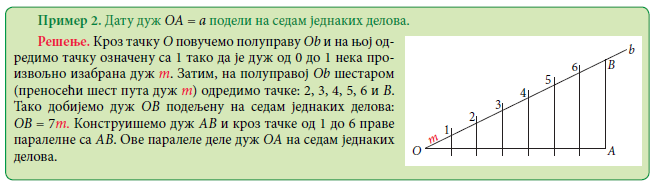 Пример 2. Дату дуж OA = a подели на седам једнаких делова.
Решење. Кроз тачку O повучемо полуправу Ob и на њој од-
редимо тачку означену са 1 тако да је дуж од 0 до 1 нека про-
извољно изабрана дуж m. Затим, на полуправој Ob шестаром
(преносећи шест пута дуж m) одредимо тачке: 2, 3, 4, 5, 6 и B.
Тако добијемо дуж OB подељену на седам једнаких делова:
OB = 7m. Конструишемо дуж AB и кроз тачке од 1 до 6 праве
паралелне са AB. Ове паралеле деле дуж OA на седам једнаких
делова.
b
B
6
5
4
3
2
1
m
O
A